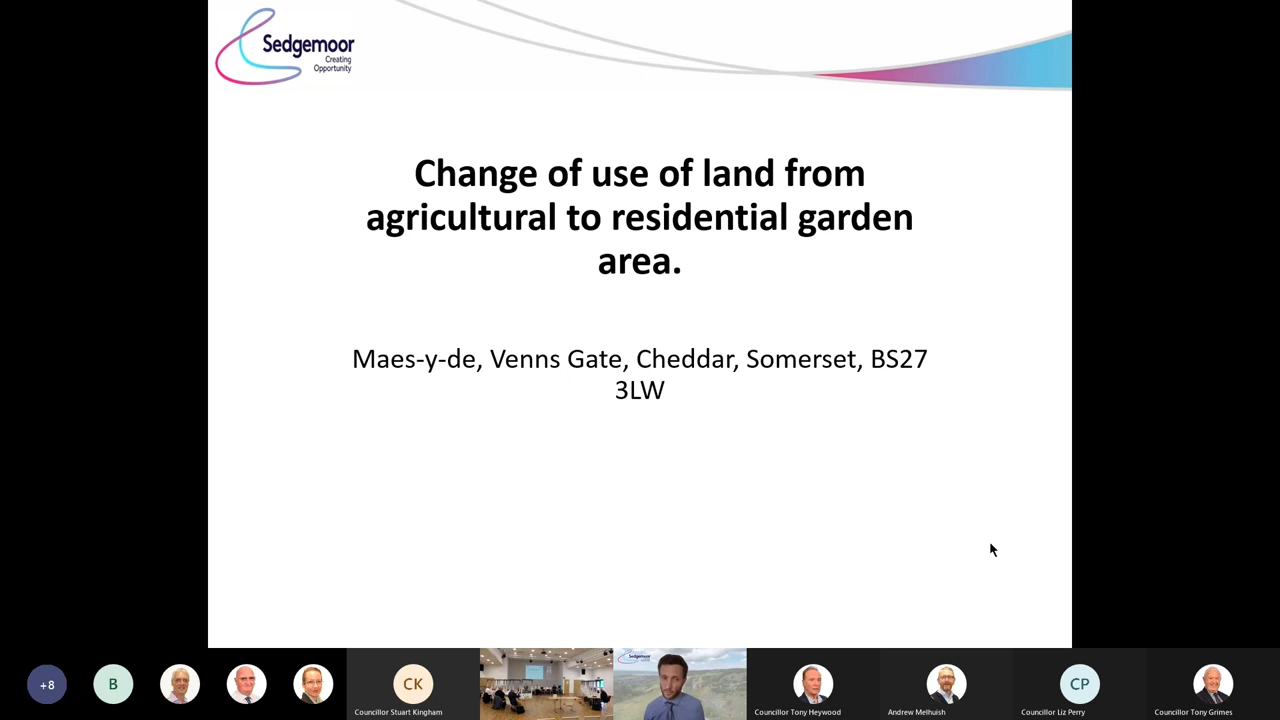 Sedgemoor
Creating
Opportunity
Change of use of land from
agricultural to residential garden
area.
Maes-y-de, Venns Gate, Cheddar, Somerset, BS27
3LW
+8
B
CK
CP
Councillor Stuart Kingham
Sedgemoor
Councillor Tony Heywood
Andrew Melhuish
Councillor Liz Perry
Councillor Tony Grimes